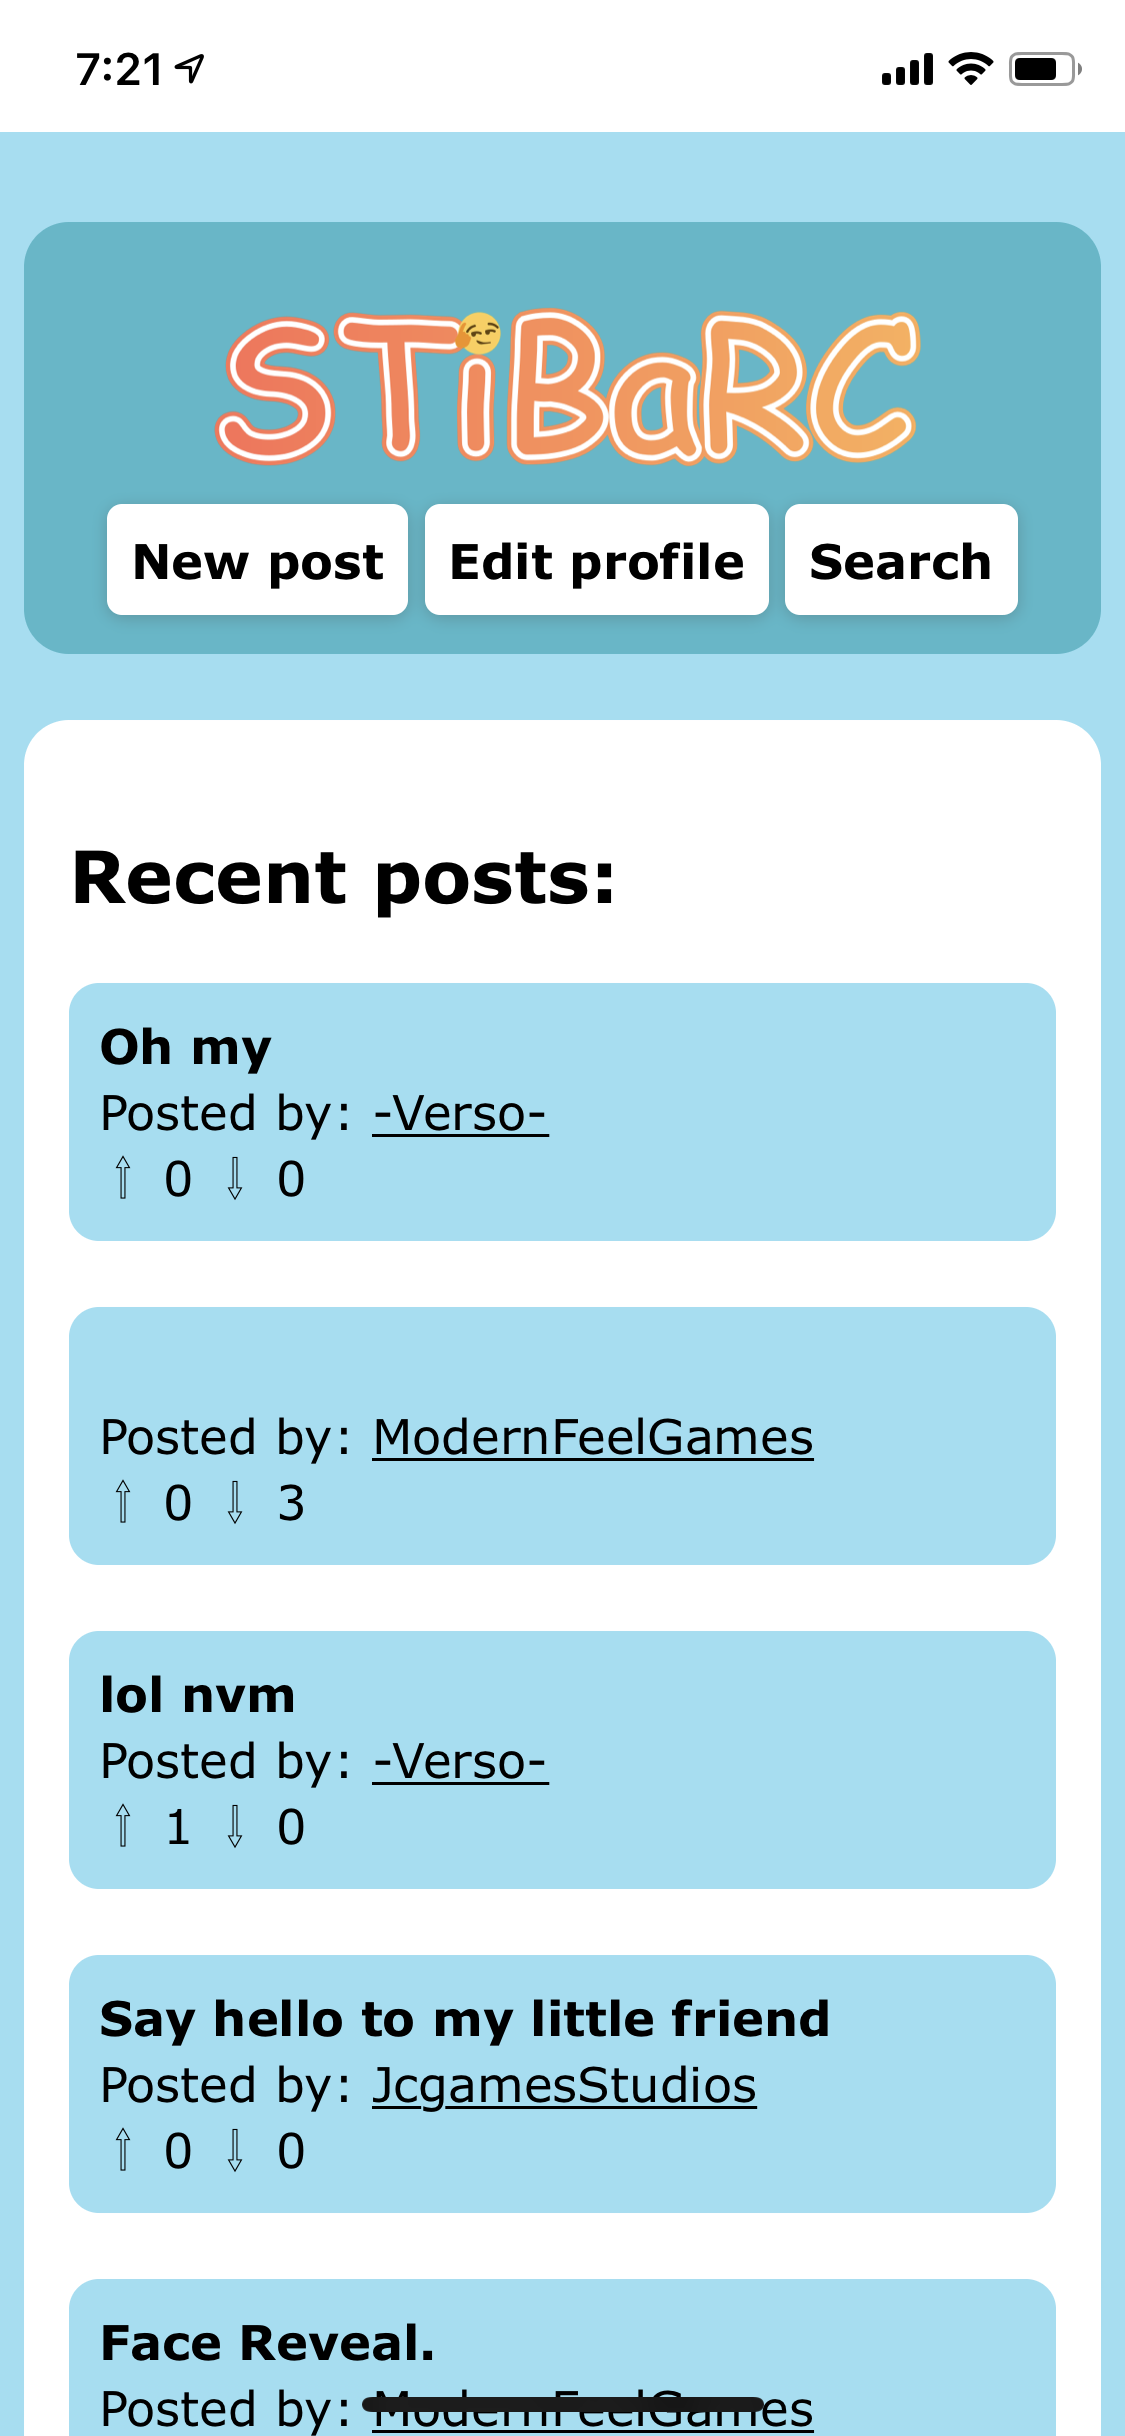 7:21
STiBaRC
New post Edit profile Search
Recent posts:
Oh my
Posted by: -Verso-
⇑ 0 ⇓ 0
Posted by: ModernFeelGames
⇑ 0 ⇓ 3
lol nvm
Posted by: -Verso-
⇑ 1 ⇓ 0
Say hello to my little friend
Posted by: JcgamesStudios
⇑ 0 ⇓ 0
Face Reveal.
Posted by: ModernFeelGames